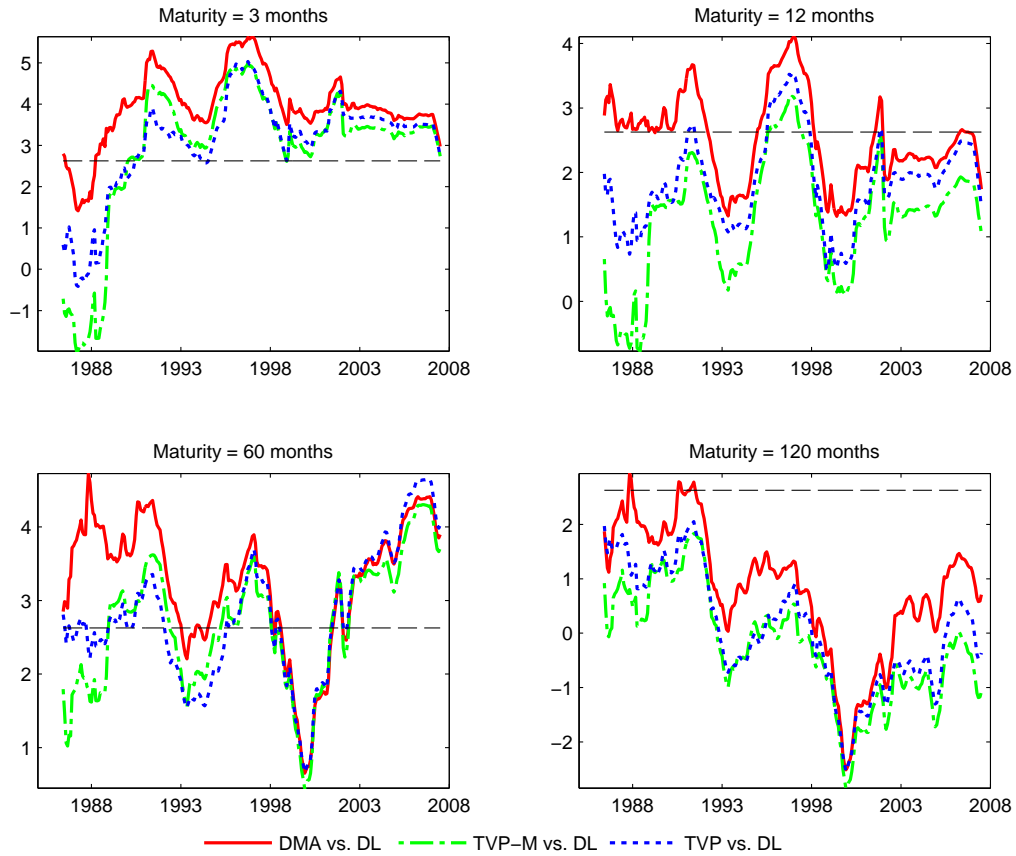 Maturity = 3 months
5
4
3
2
1
0
−1
1988 1993 1998 2003 2008
Maturity = 12 months
4
3
2
1
0
1988 1993 1998 2003 2008
Maturity = 60 months
4
3
2
1
1988 1993 1998 2003 2008
Maturity = 120 months
2
1
0
−1
−2
1988 1993 1998 2003 2008
DMA vs. DL TVP−M vs. DL TVP vs. DL